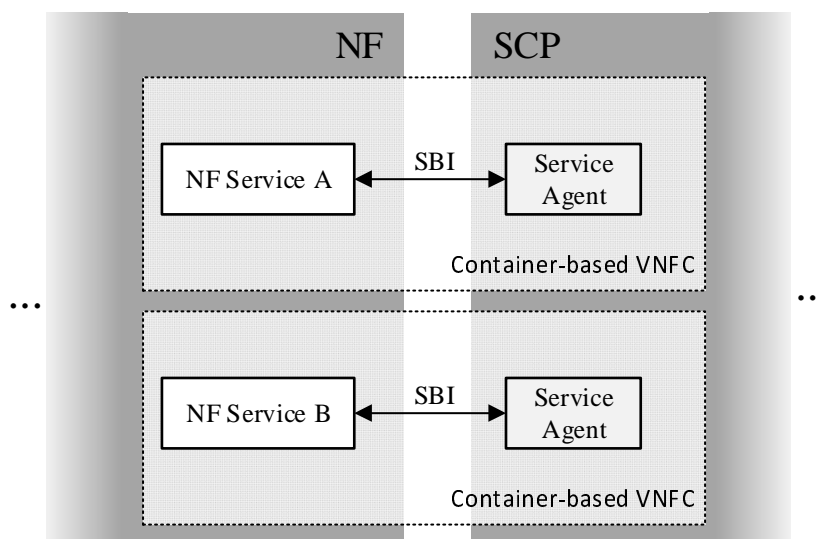 NF SCP
NF Service A
SBI
Service
Agent
Container-based VNFC
...
..
NF Service B
SBI
Service
Agent
Container-based VNFC